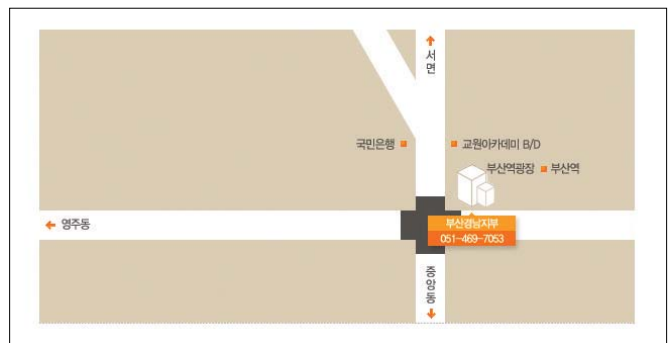 서면
국민은행
교원아카데미 B/D
부산역광장
부산역
영주동
부산경남지부
051-469-7053
중앙동